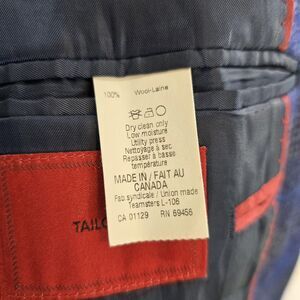 100% Wool-Laine
Dry clean only
Low moisture
Utility press
Nettoyage à sec
Repasser à basse
température
MADE IN / FAIT AU
CANADA
Fab.syndicale / Union made
Teamsters L-106
CA 01129 RN 69456
TAILO